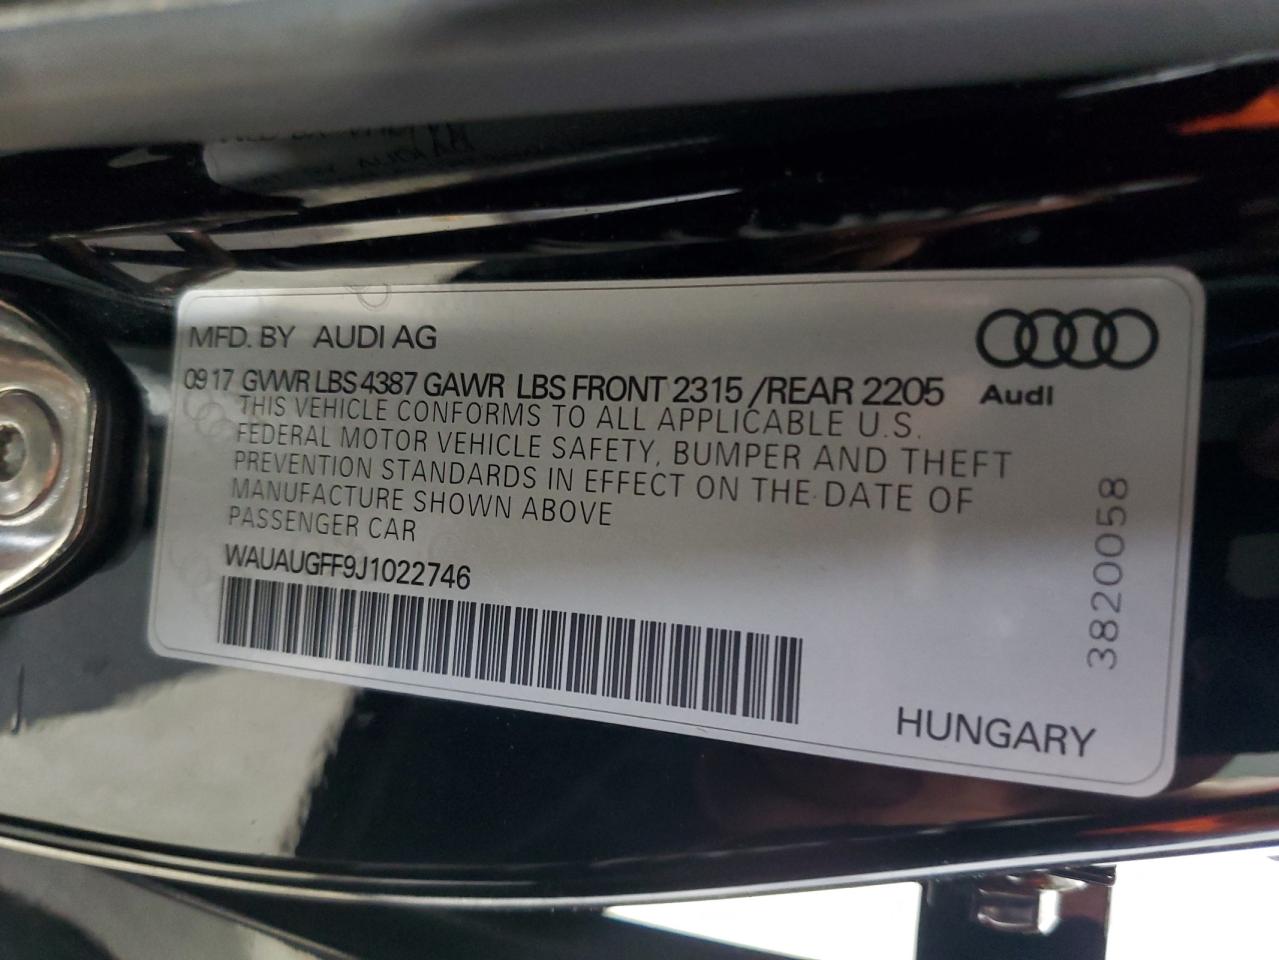 MFD. BY AUDI AG
Audi
09 17 GVWR LBS 4387 GAWR LBS FRONT 2315 /REAR 2205
THIS VEHICLE CONFORMS TO ALL APPLICABLE U.S.
FEDERAL MOTOR VEHICLE SAFETY, BUMPER AND THEFT
PREVENTION STANDARDS IN EFFECT ON THE DATE OF
MANUFACTURE SHOWN ABOVE
PASSENGER CAR
WAUAUGFF9J1022746
3820058
HUNGARY